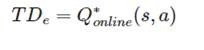 TD_e = Q^*_{online}(s, a)